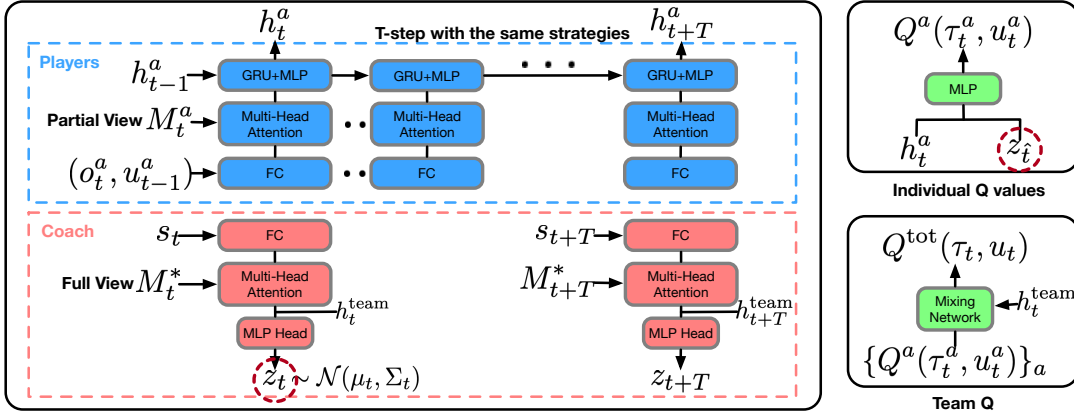 h_t^a
h_{t+T}^a
T-step with the same strategies
Players
h_{t-1}^a
GRU+MLP
GRU+MLP
GRU+MLP
Partial View M_t^a
Multi-Head Attention
Multi-Head Attention
Multi-Head Attention
(o_t^a, u_{t-1}^a)
FC
FC
FC
Coach
s_t
FC
s_{t+T}
FC
Full View M_t^*
Multi-Head Attention
M_{t+T}^*
Multi-Head Attention
h_t^{team}
h_{t+T}^{team}
MLP Head
MLP Head
z_t ~ N(μ_t, Σ_t)
z_{t+T}
Q^a(τ_t^a, u_t^a)
MLP
h_t^a
z_{\hat{t}}
Individual Q values
Q^{tot}(τ_t, u_t)
Mixing Network
h_t^{team}
{Q^a(τ_t^a, u_t^a)}_a
Team Q